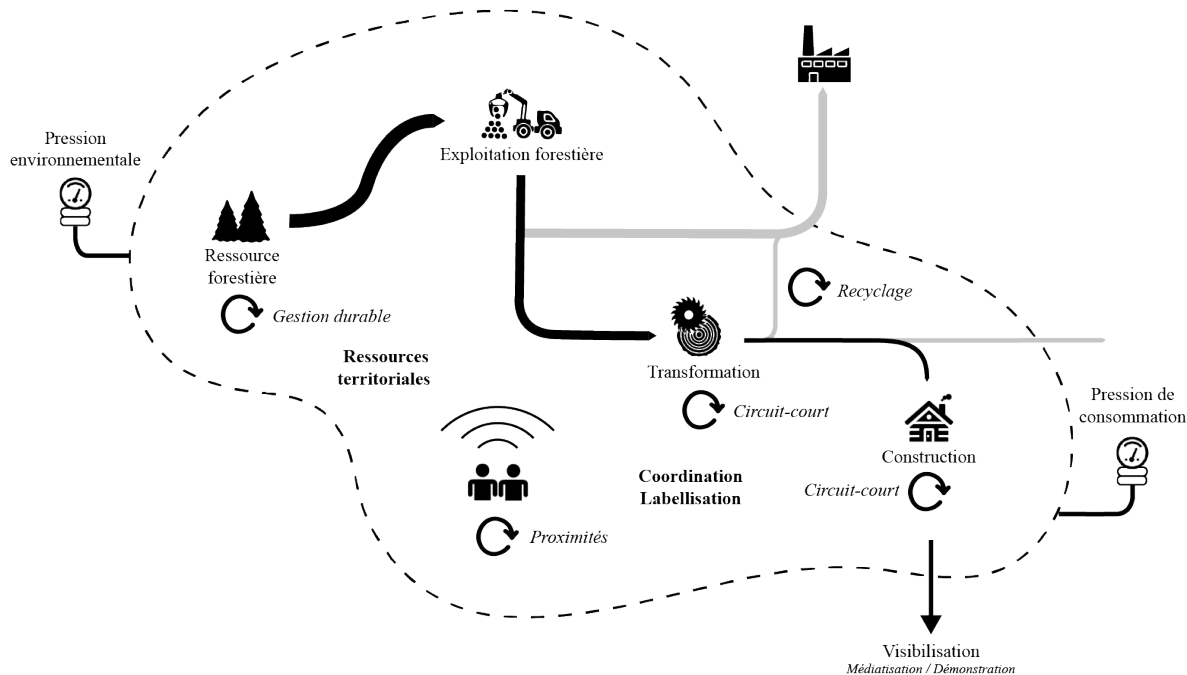 Pression
environnementale
Exploitation forestière
Ressource
forestière
Gestion durable
Recyclage
Ressources
territoriales
Transformation
Circuit-court
Pression de
consommation
Construction
Circuit-court
Coordination
Labellisation
Proximités
Visibilisation
Médiatisation / Démonstration